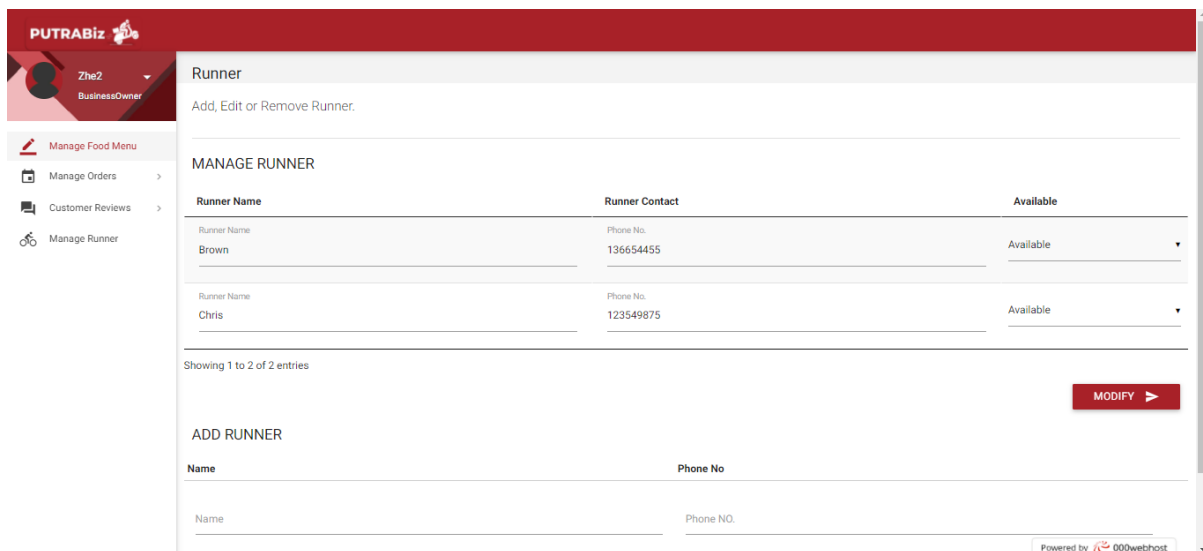 PUTRABiz
Zhe2
BusinessOwner
Manage Food Menu
Manage Orders
Customer Reviews
Manage Runner
Runner
Add, Edit or Remove Runner.
MANAGE RUNNER
Runner Name Runner Contact Available
Runner Name Phone No.
Brown 136654455 Available
Runner Name Phone No.
Chris 123549875 Available
Showing 1 to 2 of 2 entries
MODIFY
ADD RUNNER
Name Phone No
Name Phone NO.
Powered by 000webhost